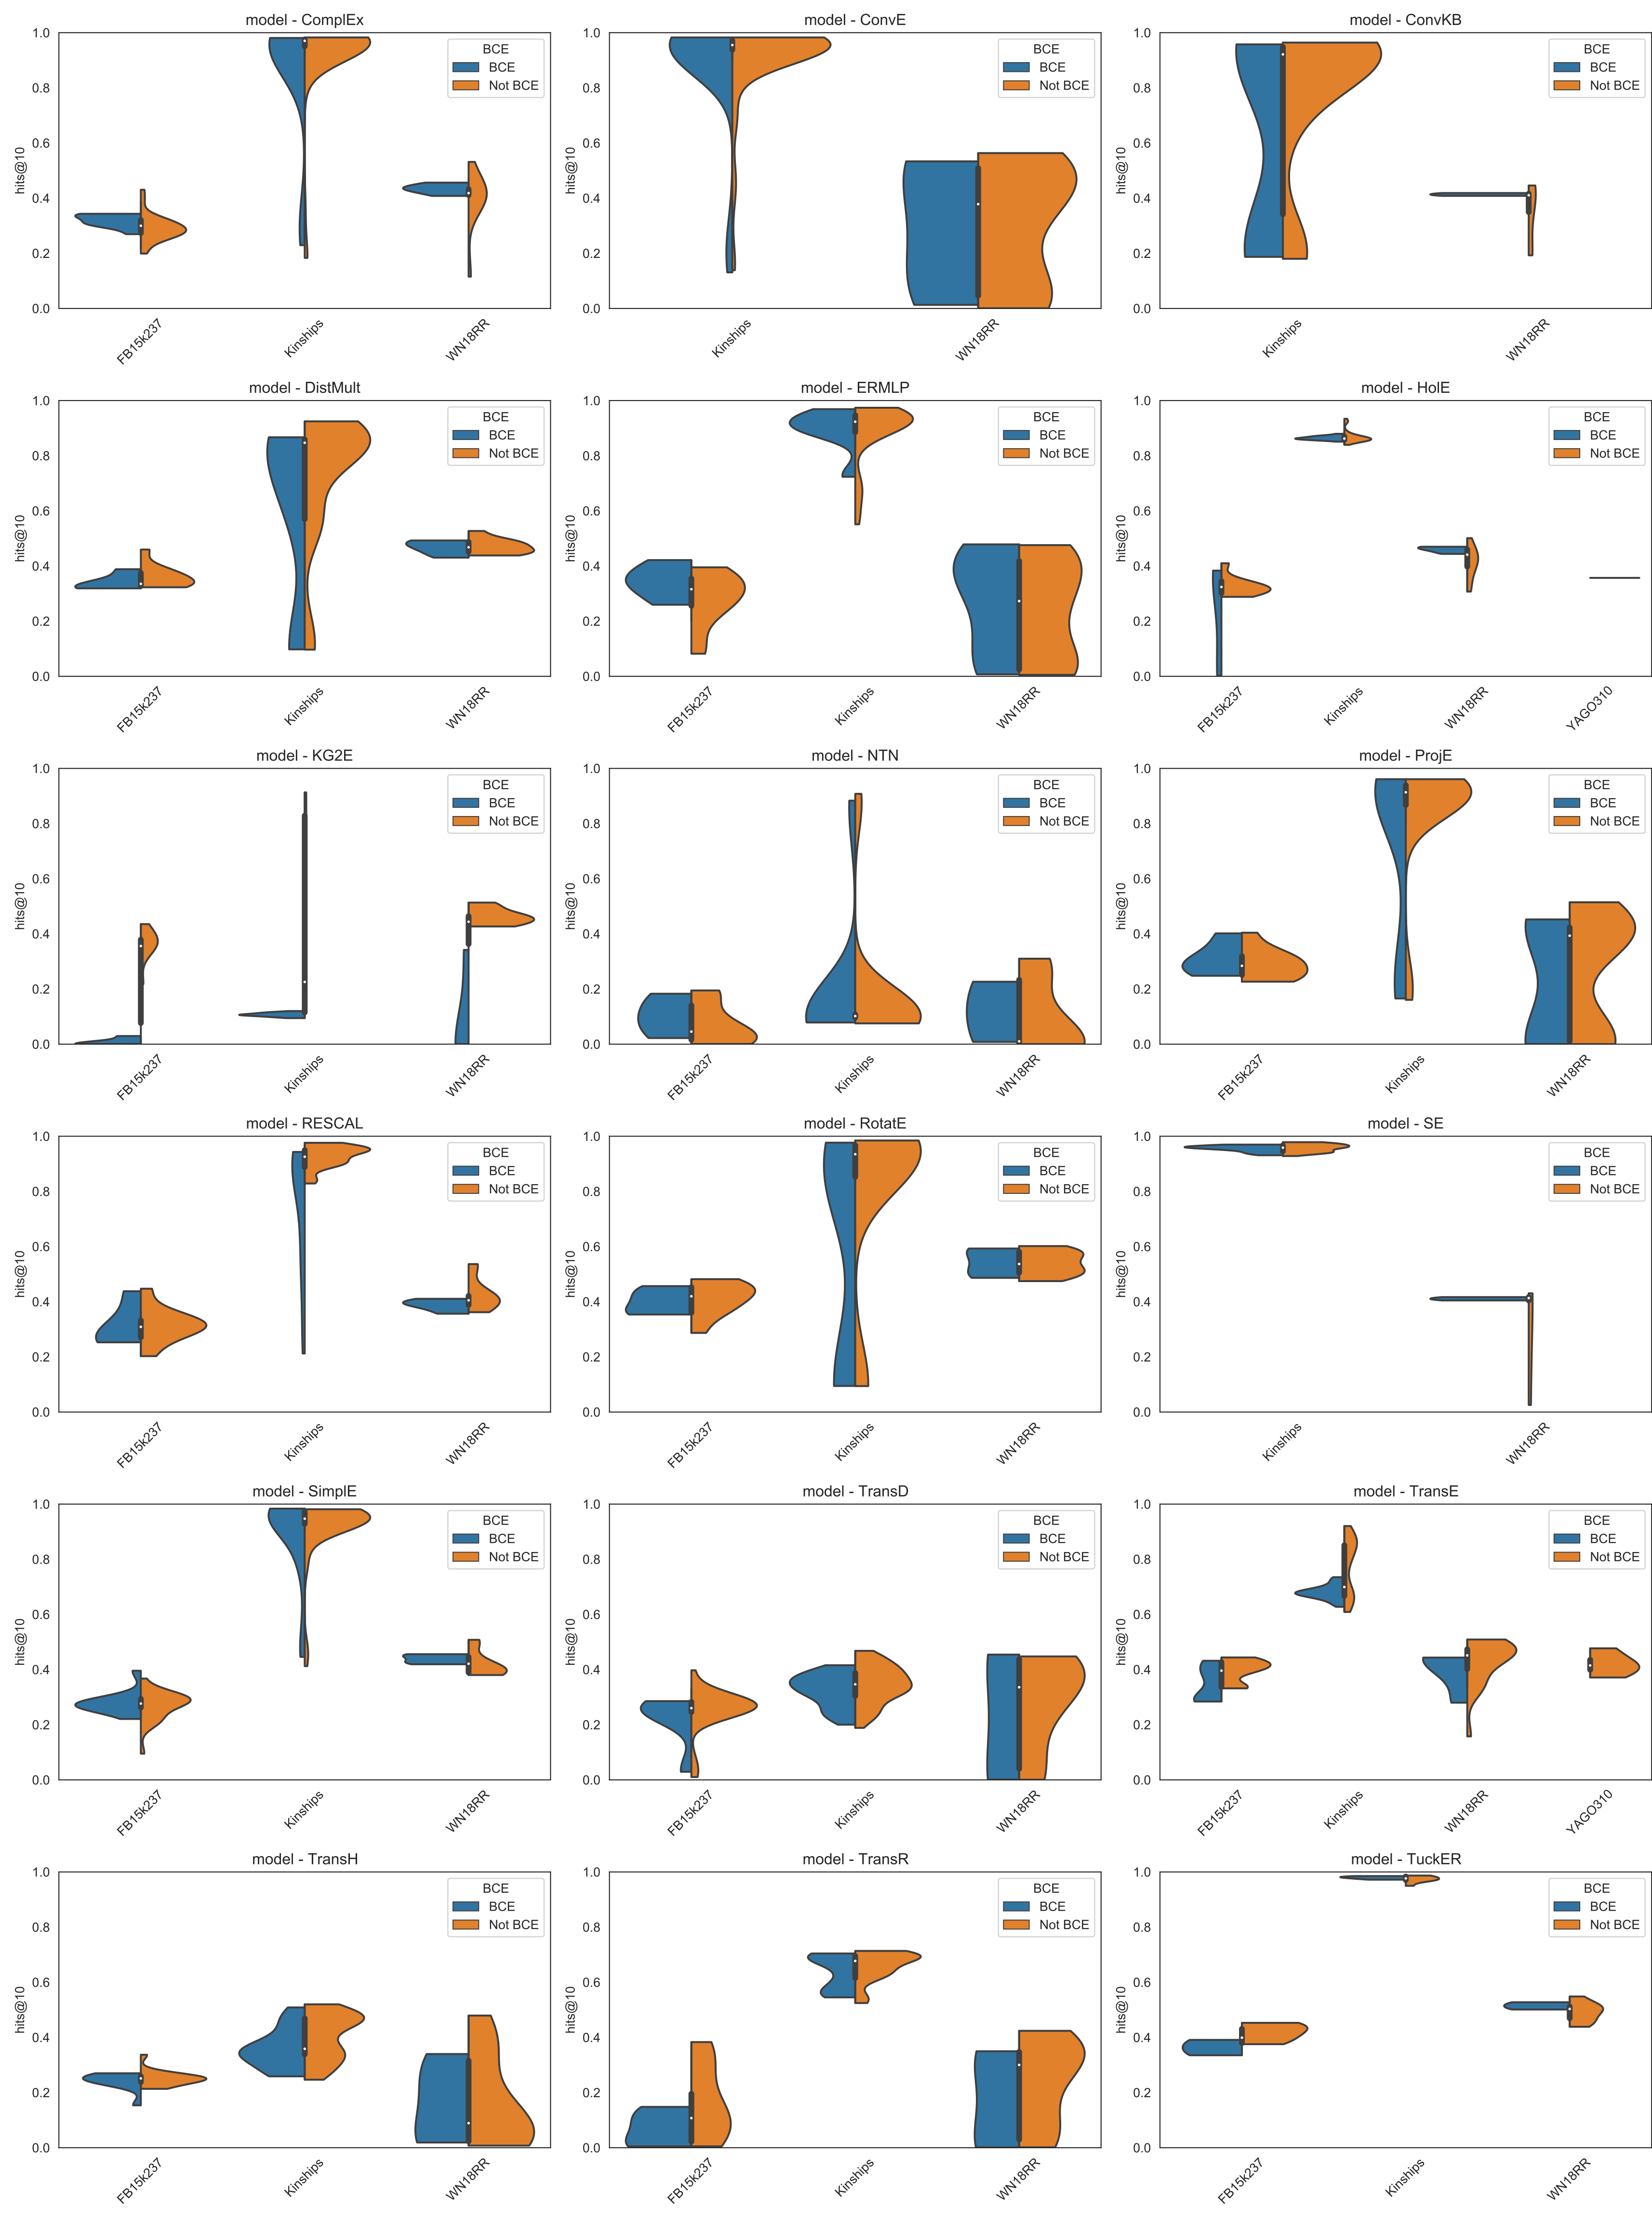 model - ComplEx
hits@10
1.0
0.8
0.6
0.4
0.2
0.0
BCE
BCE
Not BCE
FB15k237
Kinships
WN18RR
model - ConvE
hits@10
1.0
0.8
0.6
0.4
0.2
0.0
BCE
BCE
Not BCE
Kinships
WN18RR
model - ConvKB
hits@10
1.0
0.8
0.6
0.4
0.2
0.0
BCE
BCE
Not BCE
Kinships
WN18RR
model - DistMult
hits@10
1.0
0.8
0.6
0.4
0.2
0.0
BCE
BCE
Not BCE
FB15k237
Kinships
WN18RR
model - ERMLP
hits@10
1.0
0.8
0.6
0.4
0.2
0.0
BCE
BCE
Not BCE
FB15k237
Kinships
WN18RR
model - HolE
hits@10
1.0
0.8
0.6
0.4
0.2
0.0
BCE
BCE
Not BCE
FB15k237
Kinships
WN18RR
YAGO310
model - KG2E
hits@10
1.0
0.8
0.6
0.4
0.2
0.0
BCE
BCE
Not BCE
FB15k237
Kinships
WN18RR
model - NTN
hits@10
1.0
0.8
0.6
0.4
0.2
0.0
BCE
BCE
Not BCE
FB15k237
Kinships
WN18RR
model - ProjE
hits@10
1.0
0.8
0.6
0.4
0.2
0.0
BCE
BCE
Not BCE
FB15k237
Kinships
WN18RR
model - RESCAL
hits@10
1.0
0.8
0.6
0.4
0.2
0.0
BCE
BCE
Not BCE
FB15k237
Kinships
WN18RR
model - RotatE
hits@10
1.0
0.8
0.6
0.4
0.2
0.0
BCE
BCE
Not BCE
FB15k237
Kinships
WN18RR
model - SE
hits@10
1.0
0.8
0.6
0.4
0.2
0.0
BCE
BCE
Not BCE
Kinships
WN18RR
model - SimplE
hits@10
1.0
0.8
0.6
0.4
0.2
0.0
BCE
BCE
Not BCE
FB15k237
Kinships
WN18RR
model - TransD
hits@10
1.0
0.8
0.6
0.4
0.2
0.0
BCE
BCE
Not BCE
FB15k237
Kinships
WN18RR
model - TransE
hits@10
1.0
0.8
0.6
0.4
0.2
0.0
BCE
BCE
Not BCE
FB15k237
Kinships
WN18RR
YAGO310
model - TransH
hits@10
1.0
0.8
0.6
0.4
0.2
0.0
BCE
BCE
Not BCE
FB15k237
Kinships
WN18RR
model - TransR
hits@10
1.0
0.8
0.6
0.4
0.2
0.0
BCE
BCE
Not BCE
FB15k237
Kinships
WN18RR
model - TuckER
hits@10
1.0
0.8
0.6
0.4
0.2
0.0
BCE
BCE
Not BCE
FB15k237
Kinships
WN18RR